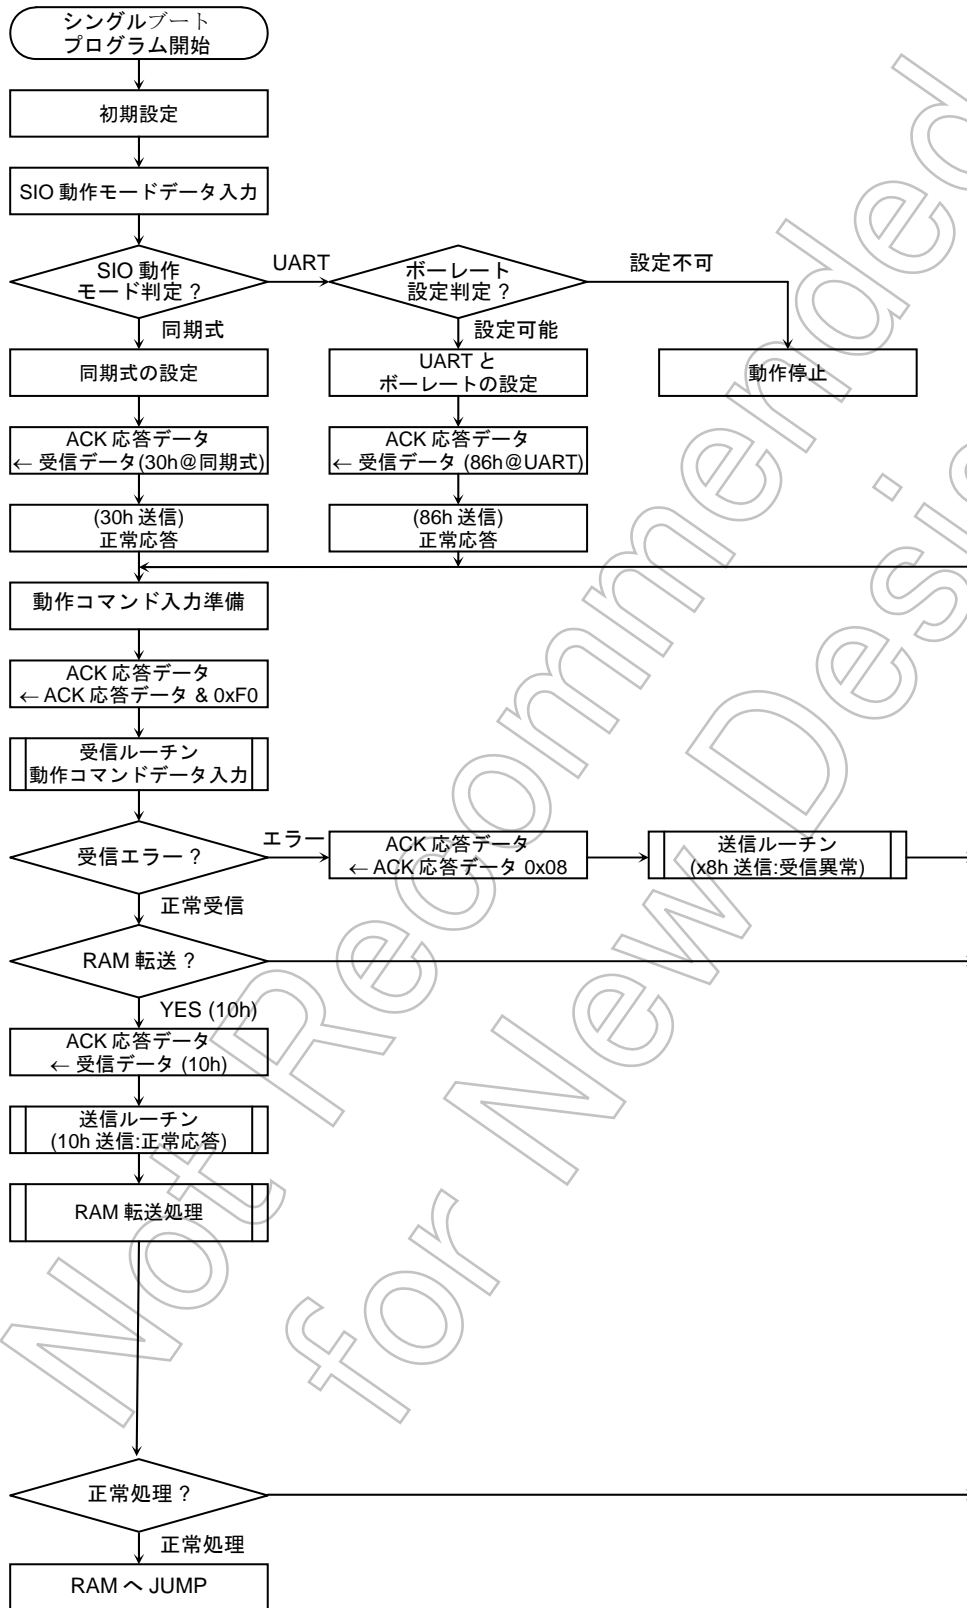 シングルブート
プログラム開始
初期設定
SIO 動作モードデータ入力
SIO 動作
モード判定 ?
UART
ボーレート
設定判定 ?
設定不可
同期式
設定可能
同期式の設定
UART と
ボーレートの設定
動作停止
ACK 応答データ
← 受信データ(30h@同期式)
ACK 応答データ
← 受信データ (86h@UART)
(30h 送信)
正常応答
(86h 送信)
正常応答
動作コマンド入力準備
ACK 応答データ
← ACK 応答データ & 0xF0
受信ルーチン
動作コマンドデータ入力
受信エラー ?
エラー
ACK 応答データ
← ACK 応答データ 0x08
送信ルーチン
(x8h 送信:受信異常)
正常受信
RAM 転送 ?
YES (10h)
ACK 応答データ
← 受信データ (10h)
送信ルーチン
(10h 送信:正常応答)
RAM 転送処理
正常処理 ?
正常処理
RAM へ JUMP
Not Recommended
for New Desi